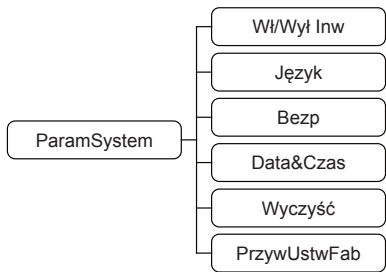 Wł/Wył Inw
Język
Bezp
ParamSystem
Data&Czas
Wyczyść
PrzywUstwFab